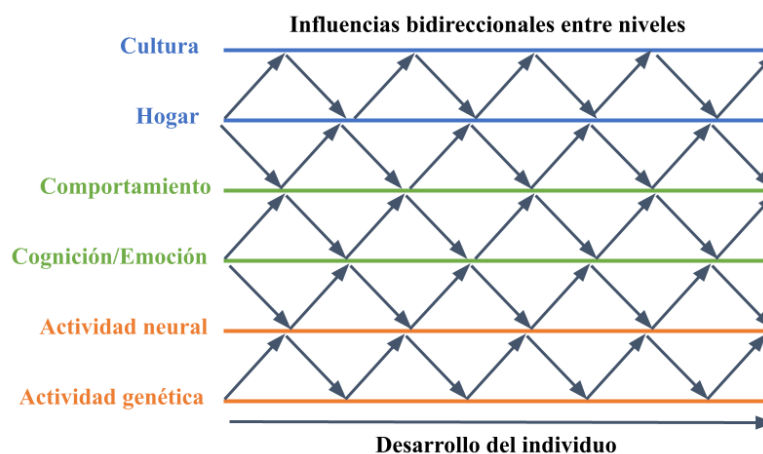 Influencias bidireccionales entre niveles
Cultura
Hogar
Comportamiento
Cognición/Emoción
Actividad neural
Actividad genética
Desarrollo del individuo